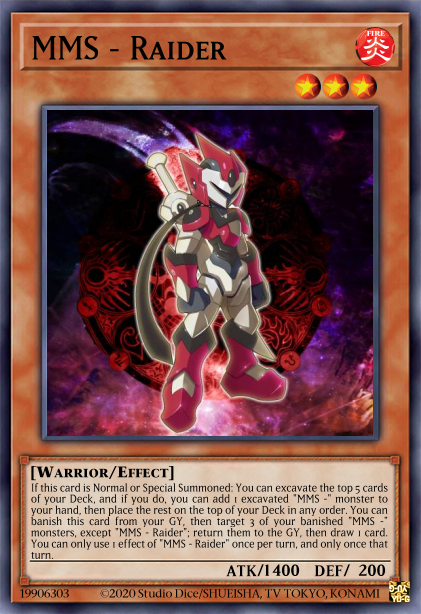 MMS - Raider
FIRE
炎
[Warrior/Effect]
If this card is Normal or Special Summoned: You can excavate the top 5 cards
of your Deck, and if you do, you can add 1 excavated "MMS -" monster to
your hand, then place the rest on the top of your Deck in any order. You can
banish this card from your GY, then target 3 of your banished "MMS -"
monsters, except "MMS - Raider"; return them to the GY, then draw 1 card.
You can only use 1 effect of "MMS - Raider" once per turn, and only once that
turn.
ATK/1400 DEF/ 200
19906303 ©2020 Studio Dice/SHUEISHA, TV TOKYO, KONAMI